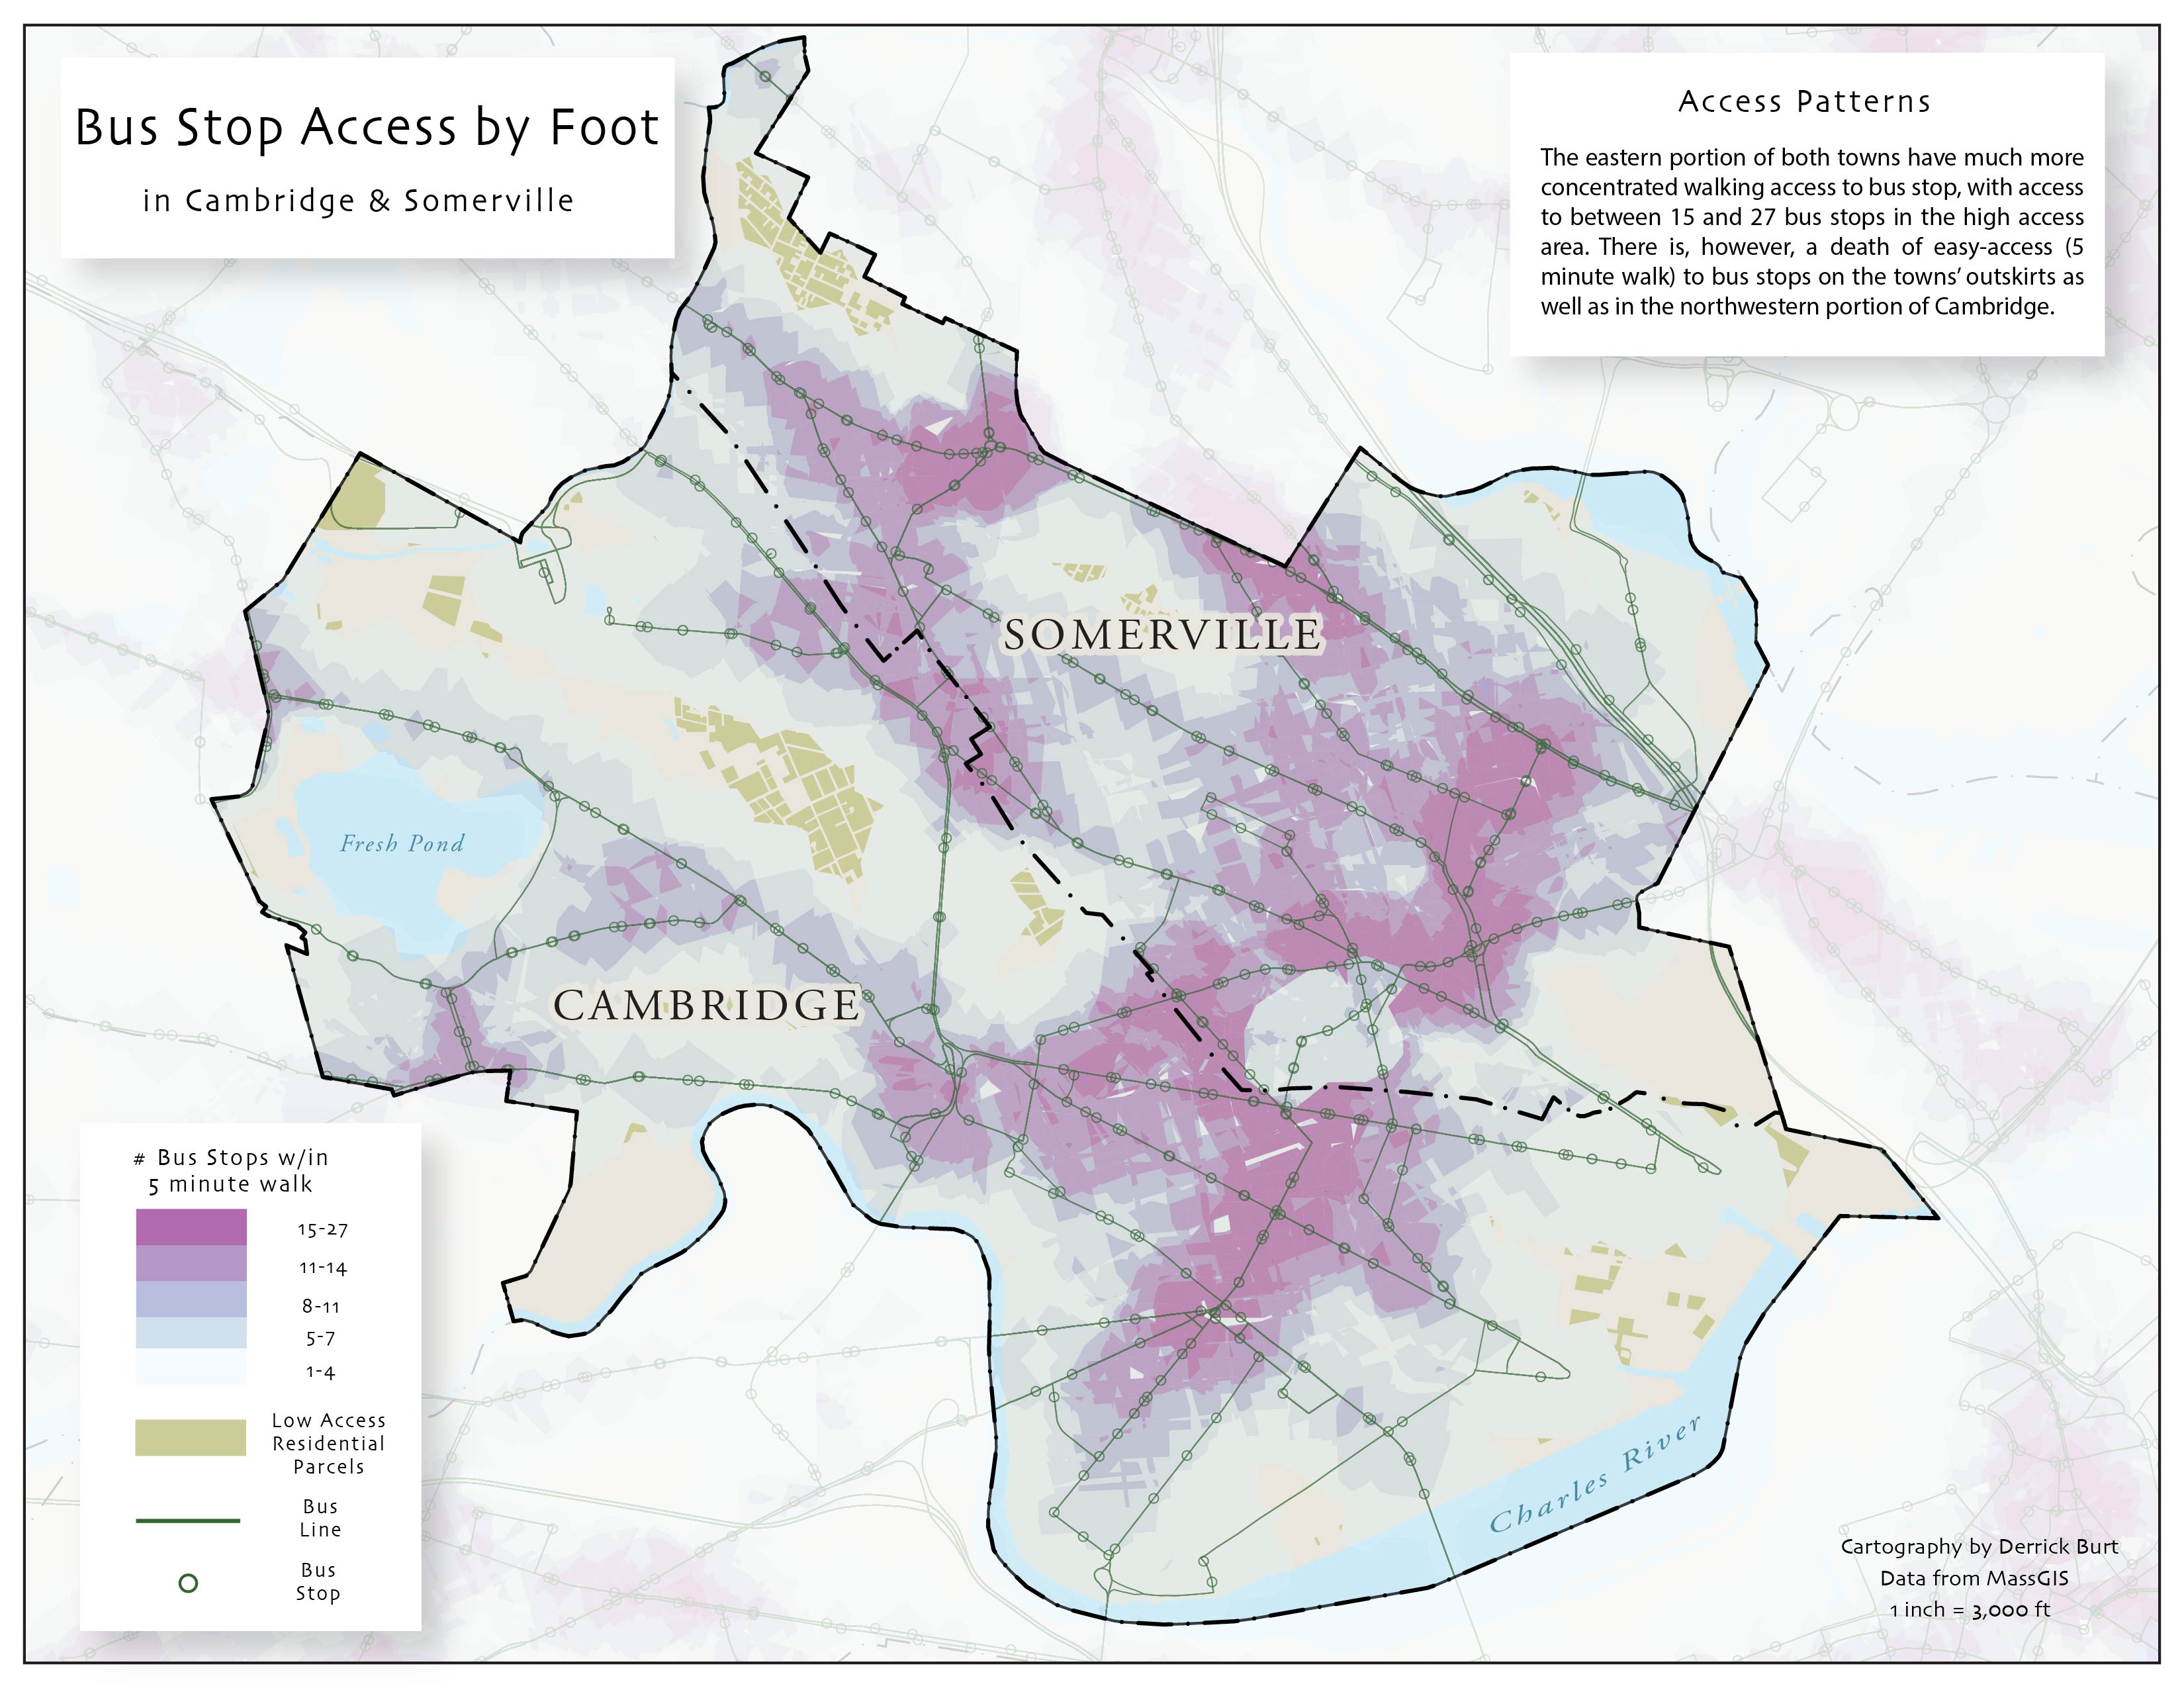 Bus Stop Access by Foot
in Cambridge & Somerville
Access Patterns
The eastern portion of both towns have much more
concentrated walking access to bus stop, with access
to between 15 and 27 bus stops in the high access
area. There is, however, a death of easy-access (5
minute walk) to bus stops on the towns' outskirts as
well as in the northwestern portion of Cambridge.
SOMERVILLE
Fresh Pond
CAMBRIDGE
Charles River
# Bus Stops w/in
5 minute walk
15-27
11-14
8-11
5-7
1-4
Low Access
Residential
Parcels
Bus
Line
Bus
Stop
Cartography by Derrick Burt
Data from MassGIS
1 inch = 3,000 ft